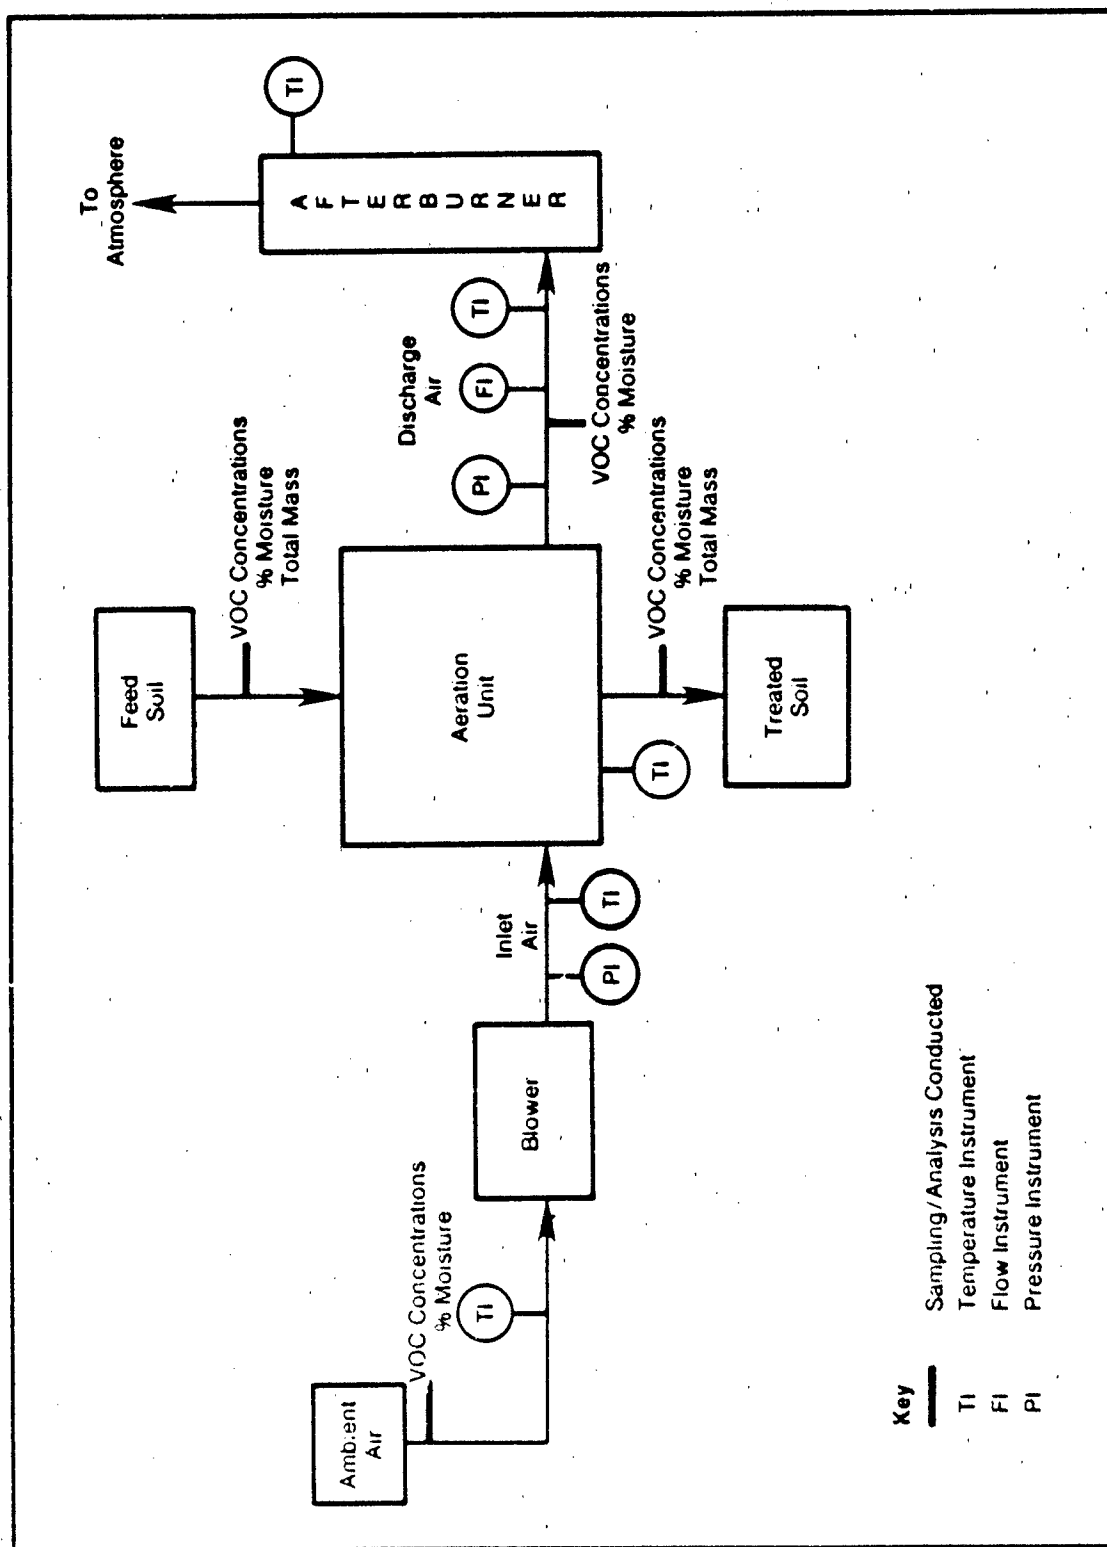 To
Atmosphere
TI
AFTERBURNER
Feed
Soil
VOC Concentrations
% Moisture
Total Mass
Discharge
Air
PI
FI
TI
VOC Concentrations
% Moisture
Ambient
Air
VOC Concentrations
% Moisture
TI
Blower
Inlet
Air
PI
TI
Aeration
Unit
TI
VOC Concentrations
% Moisture
Total Mass
Treated
Soil
Key
Sampling/Analysis Conducted
TI Temperature Instrument
FI Flow Instrument
PI Pressure Instrument